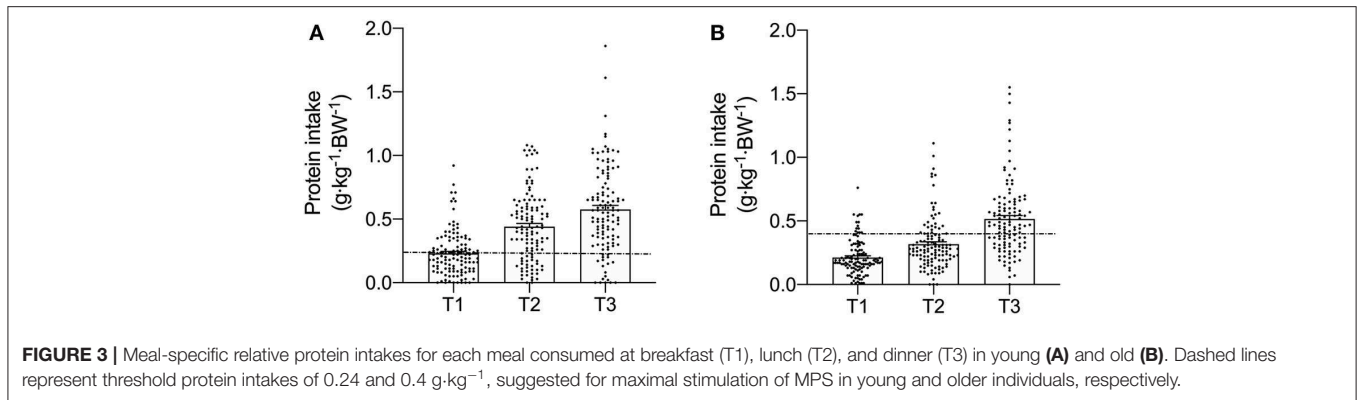 A
2.0
1.5
1.0
0.5
0.0
Protein intake
(g·kg⁻¹·BW⁻¹)
T1 T2 T3
B
2.0
1.5
1.0
0.5
0.0
Protein intake
(g·kg⁻¹·BW⁻¹)
T1 T2 T3
FIGURE 3 | Meal-specific relative protein intakes for each meal consumed at breakfast (T1), lunch (T2), and dinner (T3) in young (A) and old (B). Dashed lines
represent threshold protein intakes of 0.24 and 0.4 g·kg⁻¹, suggested for maximal stimulation of MPS in young and older individuals, respectively.